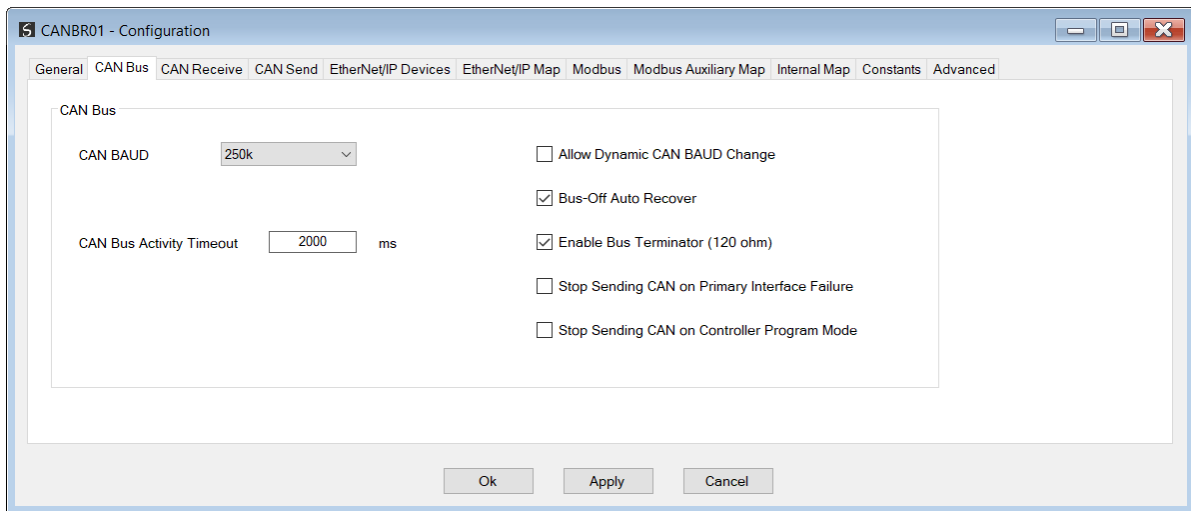 CANBR01 - Configuration
General CAN Bus CAN Receive CAN Send EtherNet/IP Devices EtherNet/IP Map Modbus Modbus Auxiliary Map Internal Map Constants Advanced
CAN Bus
CAN BAUD 250k Allow Dynamic CAN BAUD Change
Bus-Off Auto Recover
CAN Bus Activity Timeout 2000 ms Enable Bus Terminator (120 ohm)
Stop Sending CAN on Primary Interface Failure
Stop Sending CAN on Controller Program Mode
Ok Apply Cancel